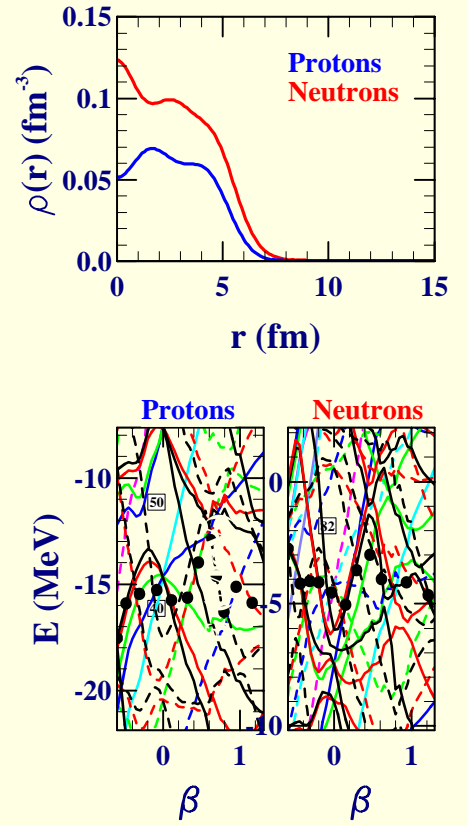 0.15
Protons
Neutrons
0.1
0.05
0.0
ρ(r) (fm⁻³)
0 5 10 15
r (fm)
Protons Neutrons
-10
-15
-20
E (MeV)
50
40
0
-5
-10
82
0 1 0 1
β β